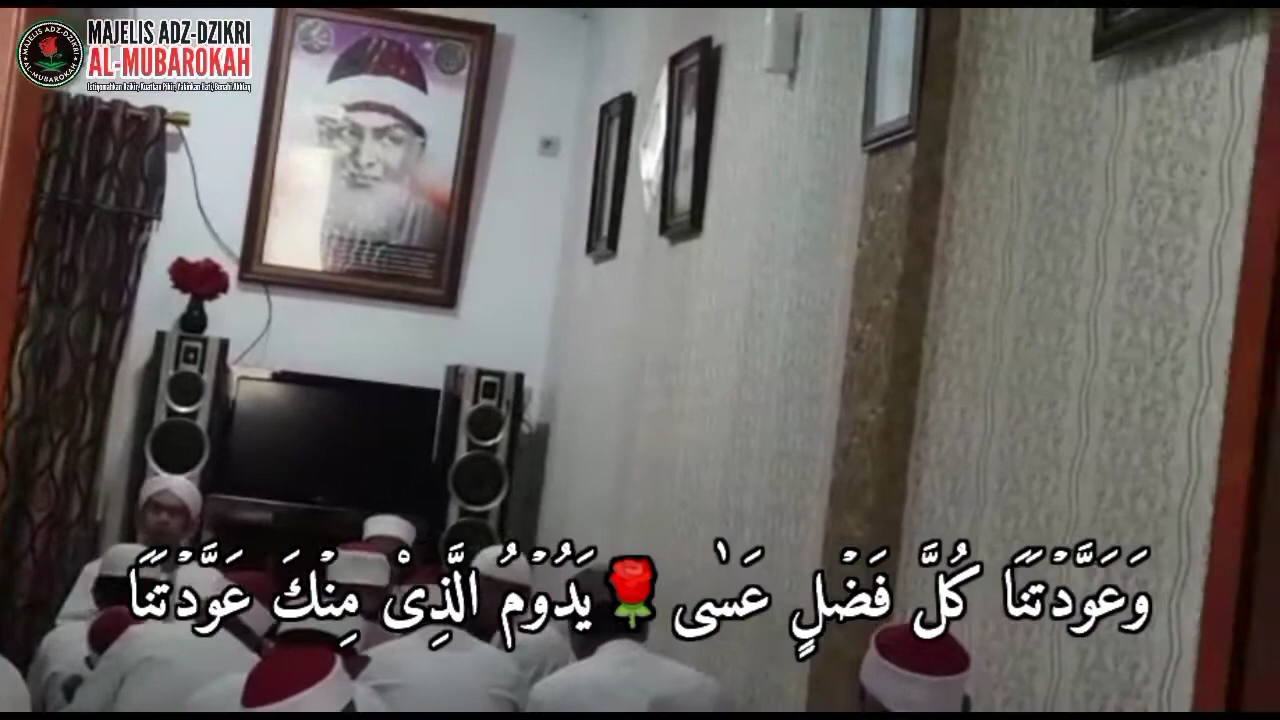 MAJELIS ADZ-DZIKRI
AL-MUBAROKAH
وَعَوَّدْتَنَا كُلَّ فَضْلٍ عَسٰى🌹يَدُوْمُ الَّذِيْ مِنْكَ عَوَّدْتَنَا